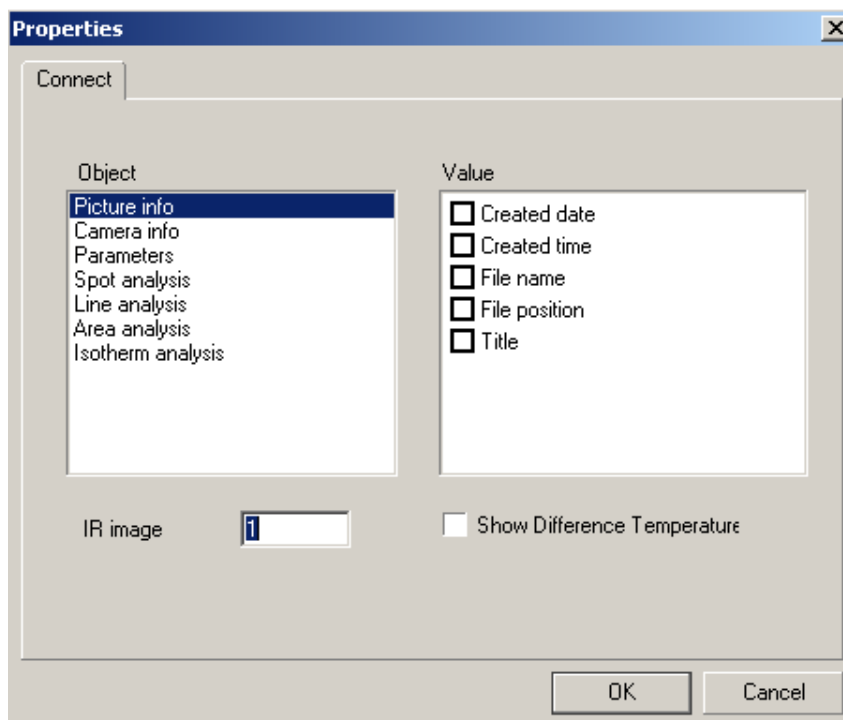 Properties
Connect
Object
Value
Picture info
Camera info
Parameters
Spot analysis
Line analysis
Area analysis
Isotherm analysis
Created date
Created time
File name
File position
Title
IR image
1
Show Difference Temperature
OK
Cancel